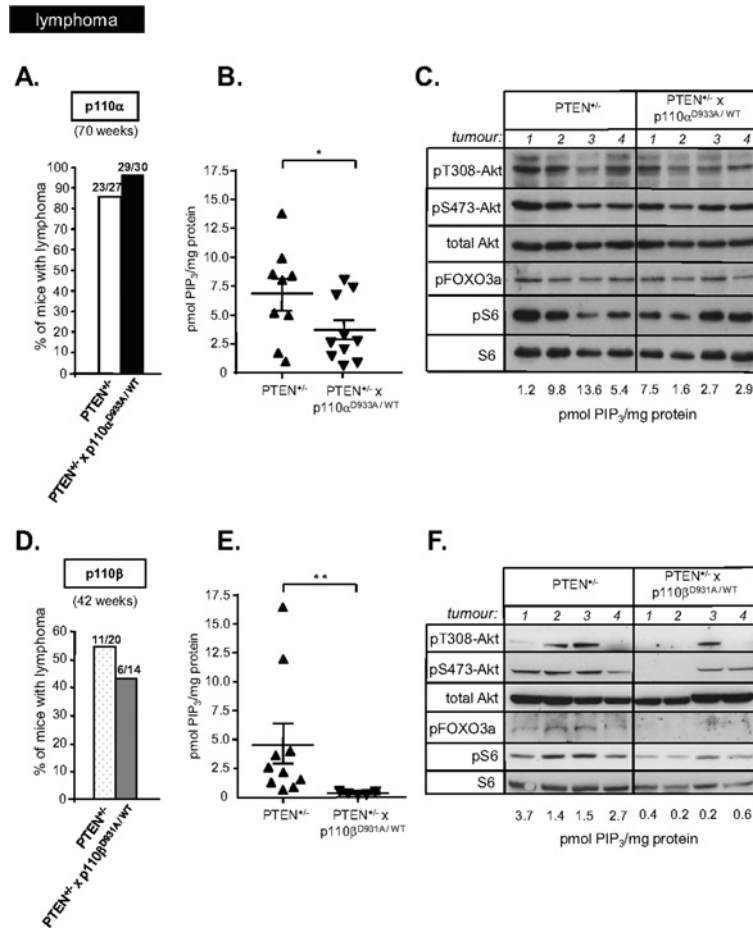 lymphoma
A.
p110α
(70 weeks)
% of mice with lymphoma
100
90
80
70
60
50
40
30
20
10
0
23/27
29/30
PTEN+/-
PTEN+/- x p110αD933A/WT
B.
*
pmol PIP3/mg protein
17.5
15.0
12.5
10.0
7.5
5.0
2.5
0
PTEN+/-
PTEN+/- x
p110αD933A/WT
C.
PTEN+/-
PTEN+/- x
p110αD933A/WT
tumour: 1 2 3 4 1 2 3 4
pT308-Akt
pS473-Akt
total Akt
pFOXO3a
pS6
S6
1.2 9.8 13.6 5.4 7.5 1.6 2.7 2.9
pmol PIP3/mg protein
D.
p110β
(42 weeks)
% of mice with lymphoma
60
50
40
30
20
10
0
11/20
6/14
PTEN+/-
PTEN+/- x p110βD931A/WT
E.
**
pmol PIP3/mg protein
17.5
15.0
12.5
10.0
7.5
5.0
2.5
0
PTEN+/-
PTEN+/- x
p110βD931A/WT
F.
PTEN+/-
PTEN+/- x
p110βD931A/WT
tumour: 1 2 3 4 1 2 3 4
pT308-Akt
pS473-Akt
total Akt
pFOXO3a
pS6
S6
3.7 1.4 1.5 2.7 0.4 0.2 0.2 0.6
pmol PIP3/mg protein